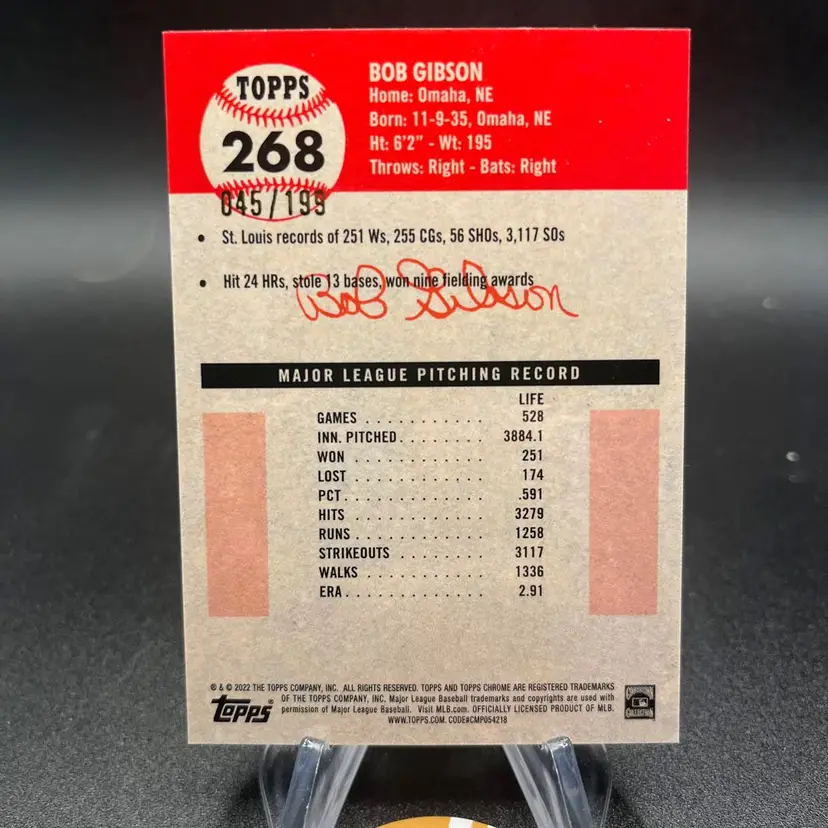 TOPPS
268
045/199
BOB GIBSON
Home: Omaha, NE
Born: 11-9-35, Omaha, NE
Ht: 6'2" - Wt: 195
Throws: Right - Bats: Right
• St. Louis records of 251 Ws, 255 CGs, 56 SHOs, 3,117 SOs
• Hit 24 HRs, stole 13 bases, won nine fielding awards
Bob Gibson
MAJOR LEAGUE PITCHING RECORD
LIFE
GAMES . . . . . . . . . . . 528
INN. PITCHED . . . . . . . . 3884.1
WON . . . . . . . . . . . . 251
LOST . . . . . . . . . . . . 174
PCT . . . . . . . . . . . . . .591
HITS . . . . . . . . . . . . 3279
RUNS . . . . . . . . . . . . 1258
STRIKEOUTS . . . . . . . 3117
WALKS . . . . . . . . . . . 1336
ERA . . . . . . . . . . . . . 2.91
® & © 2022 THE TOPPS COMPANY, INC. ALL RIGHTS RESERVED. TOPPS AND TOPPS CHROME ARE REGISTERED TRADEMARKS
OF THE TOPPS COMPANY, INC. Major League Baseball trademarks and copyrights are used with
permission of Major League Baseball. Visit MLB.com. OFFICIALLY LICENSED PRODUCT OF MLB.
WWW.TOPPS.COM. CODE#CMP054218
topps®
COOPERSTOWN
COLLECTION